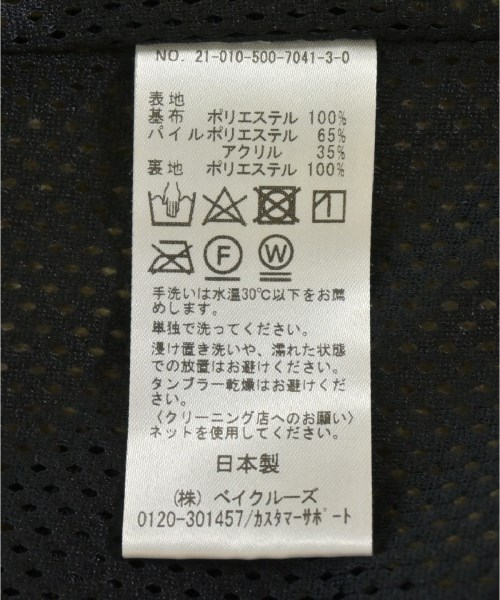 NO. 21-010-500-7041-3-0
表地
基布 ポリエステル 100%
パイルポリエステル 65%
アクリル 35%
裏地 ポリエステル 100%
F W
手洗いは水温30℃以下をお薦
めします。
単独で洗ってください。
浸け置き洗いや、濡れた状態
での放置はお避けください。
タンブラー乾燥はお避けくだ
さい。
〈クリーニング店へのお願い〉
ネットを使用してください。
日本製
(株) ベイクルーズ
0120-301457/カスタマーサポート